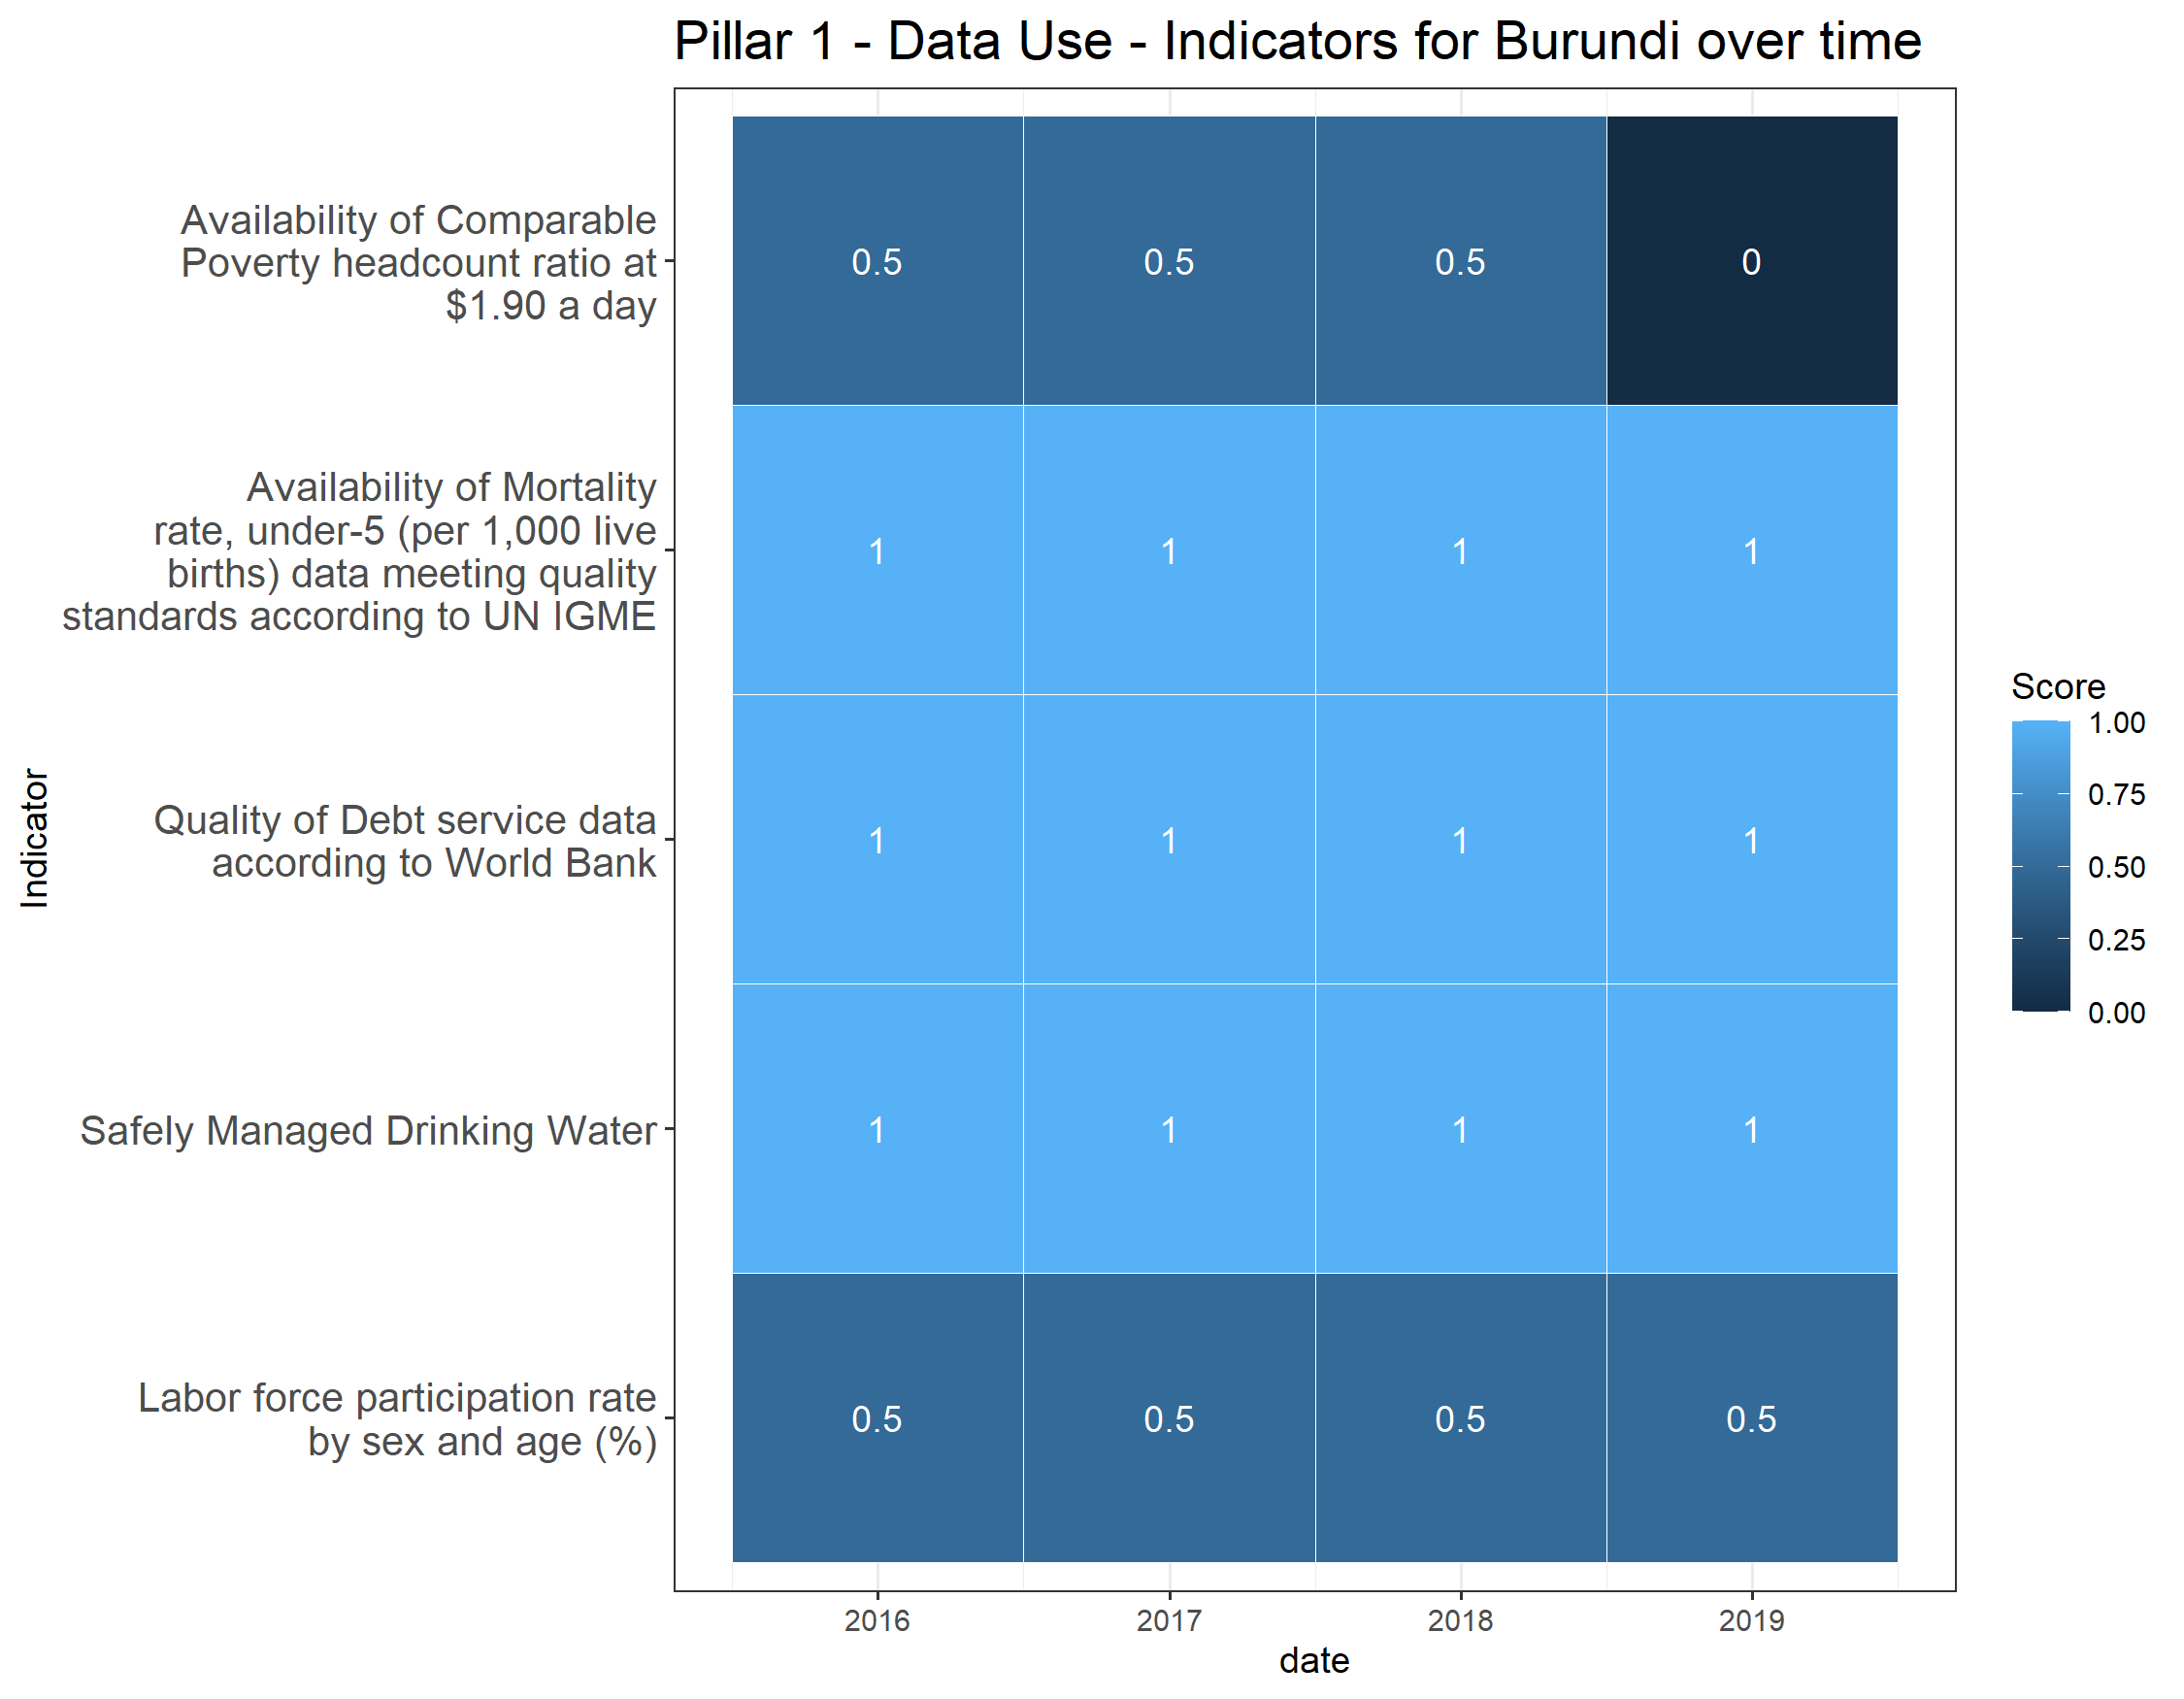 Pillar 1 - Data Use - Indicators for Burundi over time
Indicator
Availability of Comparable
Poverty headcount ratio at
$1.90 a day
0.5 0.5 0.5 0
Availability of Mortality
rate, under-5 (per 1,000 live
births) data meeting quality
standards according to UN IGME
1 1 1 1
Quality of Debt service data
according to World Bank
1 1 1 1
Safely Managed Drinking Water
1 1 1 1
Labor force participation rate
by sex and age (%)
0.5 0.5 0.5 0.5
2016 2017 2018 2019
date
Score
1.00
0.75
0.50
0.25
0.00